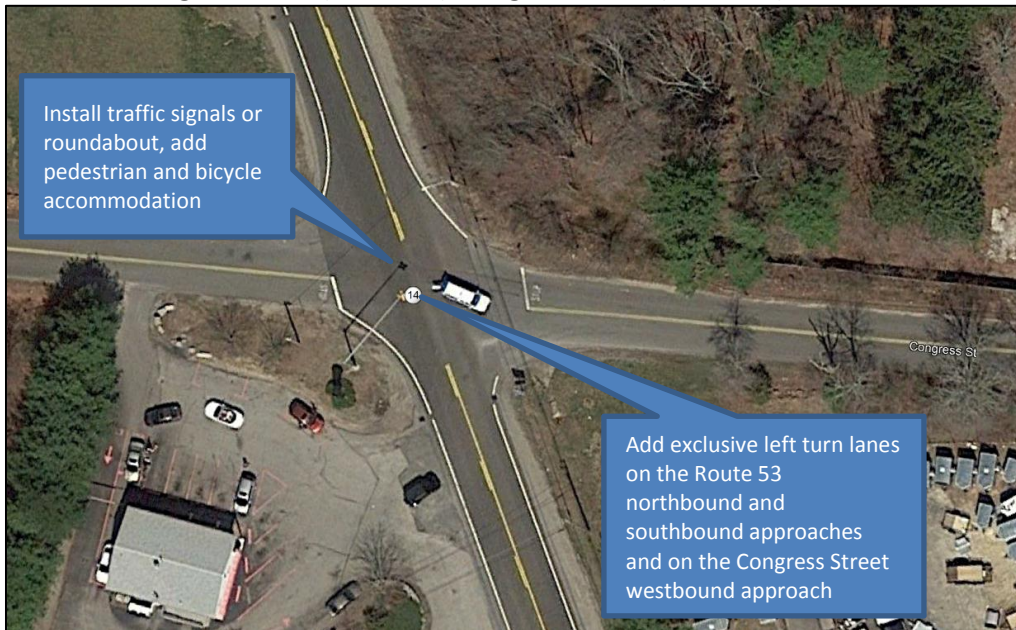 Install traffic signals or
roundabout, add
pedestrian and bicycle
accommodation
14
Congress St
Add exclusive left turn lanes
on the Route 53
northbound and
southbound approaches
and on the Congress Street
westbound approach